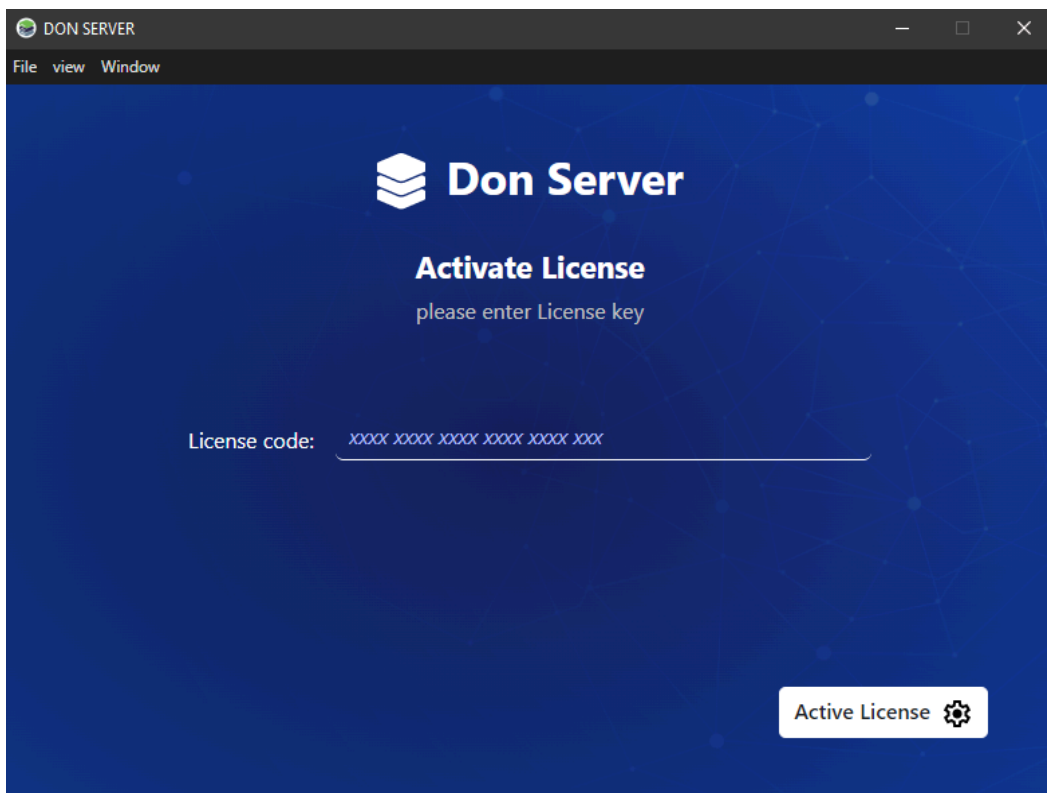 DON SERVER
File view Window
Don Server
Activate License
please enter License key
License code: xxxx xxxx xxxx xxxx xxxx xxx
Active License